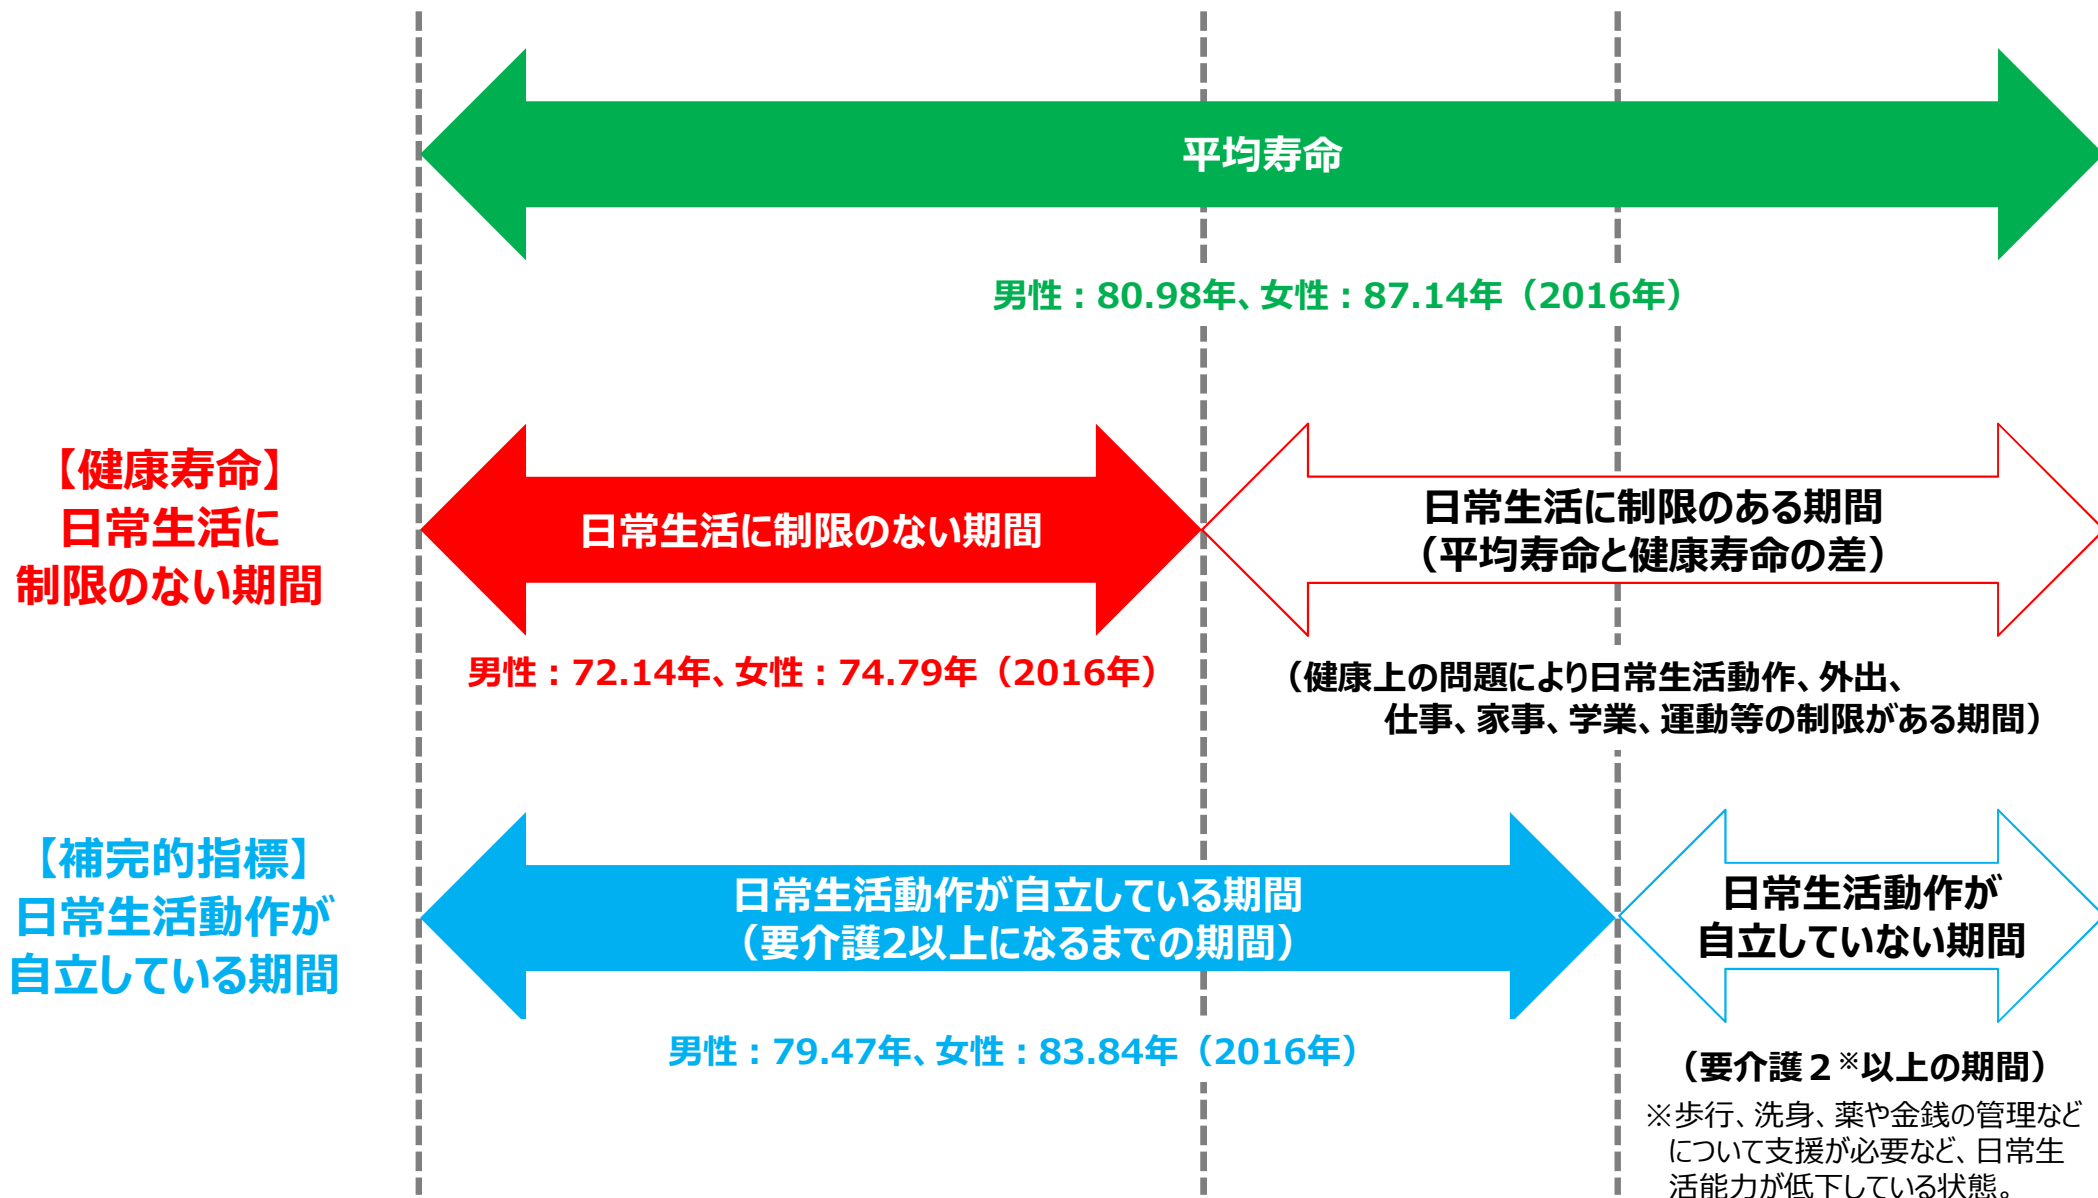 平均寿命
男性：80.98年、女性：87.14年（2016年）
【健康寿命】
日常生活に
制限のない期間
日常生活に制限のない期間
男性：72.14年、女性：74.79年（2016年）
日常生活に制限のある期間
（平均寿命と健康寿命の差）
（健康上の問題により日常生活動作、外出、
仕事、家事、学業、運動等の制限がある期間）
【補完的指標】
日常生活動作が
自立している期間
日常生活動作が自立している期間
（要介護2以上になるまでの期間）
男性：79.47年、女性：83.84年（2016年）
日常生活動作が
自立していない期間
（要介護２※以上の期間）
※歩行、洗身、薬や金銭の管理など
について支援が必要など、日常生
活能力が低下している状態。